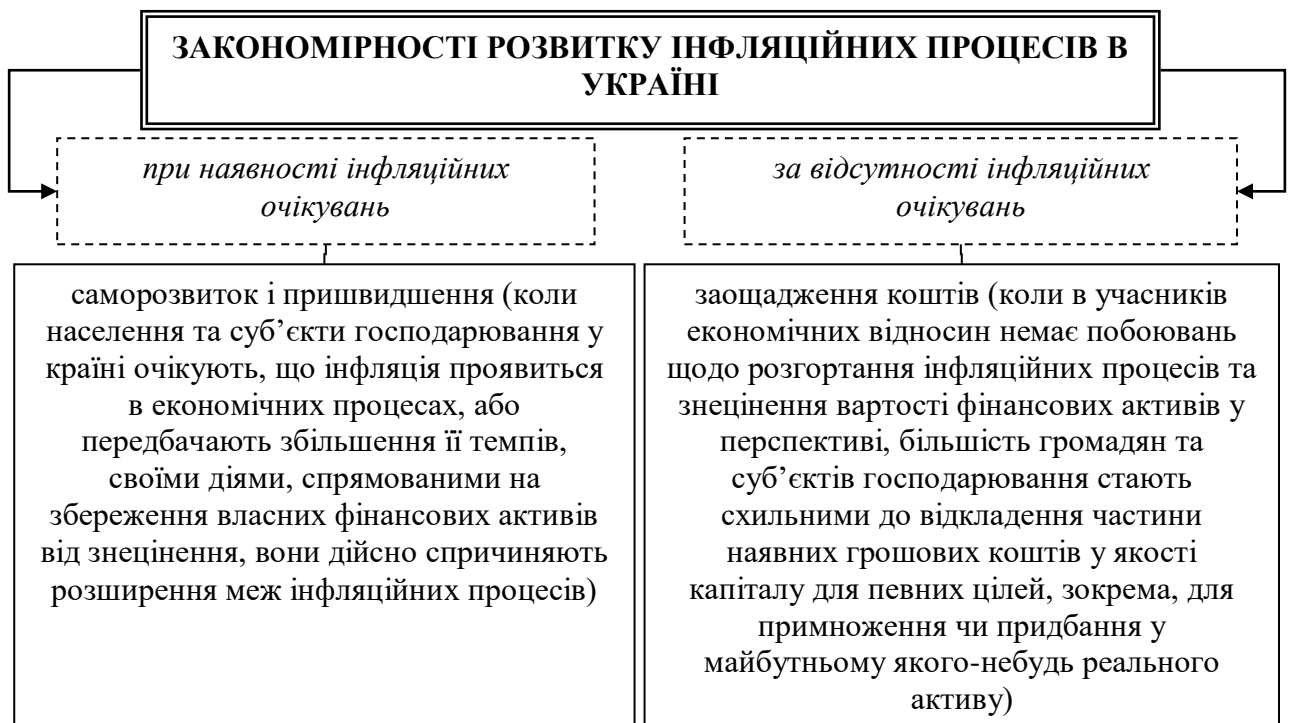 ЗАКОНОМІРНОСТІ РОЗВИТКУ ІНФЛЯЦІЙНИХ ПРОЦЕСІВ В
УКРАЇНІ
при наявності інфляційних
очікувань
за відсутності інфляційних
очікувань
саморозвиток і пришвидшення (коли
населення та суб’єкти господарювання у
країні очікують, що інфляція проявиться
в економічних процесах, або
передбачають збільшення її темпів,
своїми діями, спрямованими на
збереження власних фінансових активів
від знецінення, вони дійсно спричиняють
розширення меж інфляційних процесів)
заощадження коштів (коли в учасників
економічних відносин немає побоювань
щодо розгортання інфляційних процесів та
знецінення вартості фінансових активів у
перспективі, більшість громадян та
суб’єктів господарювання стають
схильними до відкладення частини
наявних грошових коштів у якості
капіталу для певних цілей, зокрема, для
примноження чи придбання у
майбутньому якого-небудь реального
активу)